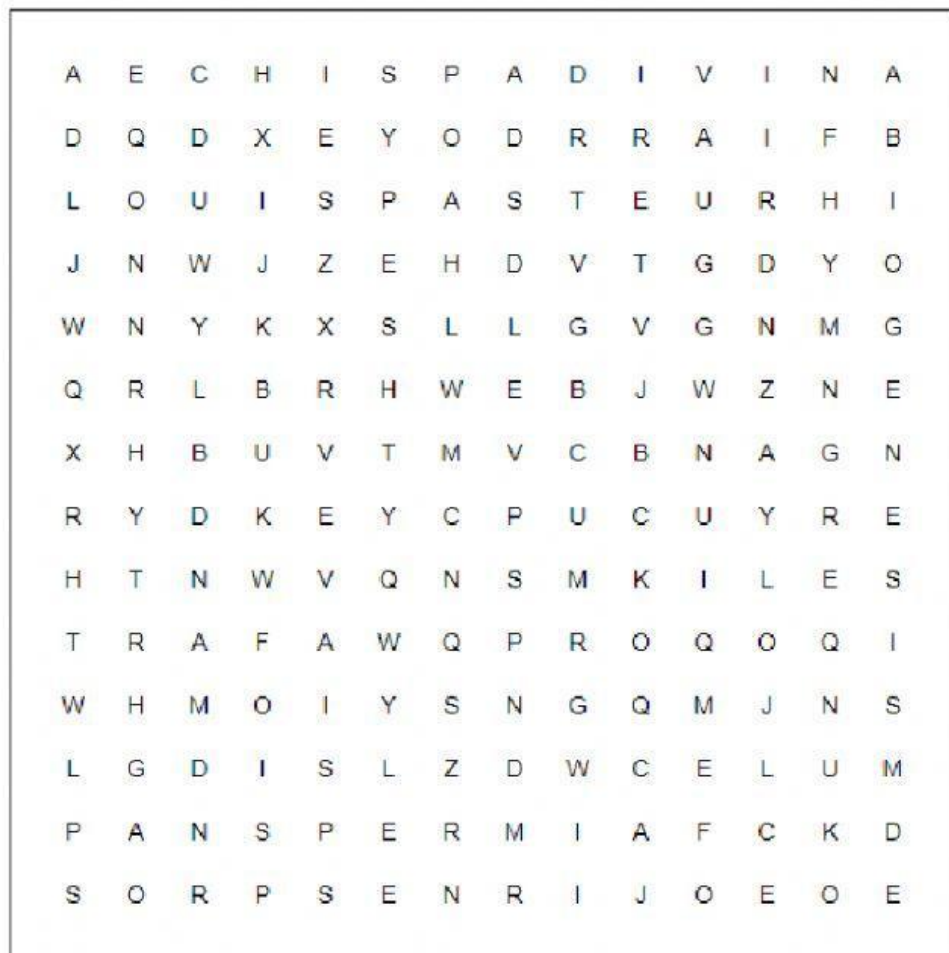 A E C H I S P A D I V I N A
D Q D X E Y O D R R A I F B
L O U I S P A S T E U R H I
J N W J Z E H D V T G D Y O
W N Y K X S L L G V G N M G
Q R L B R H W E B J W Z N E
X H B U V T M V C B N A G N
R Y D K E Y C P U C U Y R E
H T N W V Q N S M K I L E S
T R A F A W Q P R O Q O Q I
W H M O I Y S N G Q M J N S
L G D I S L Z D W C E L U M
P A N S P E R M I A F C K D
S O R P S E N R I J O E O E